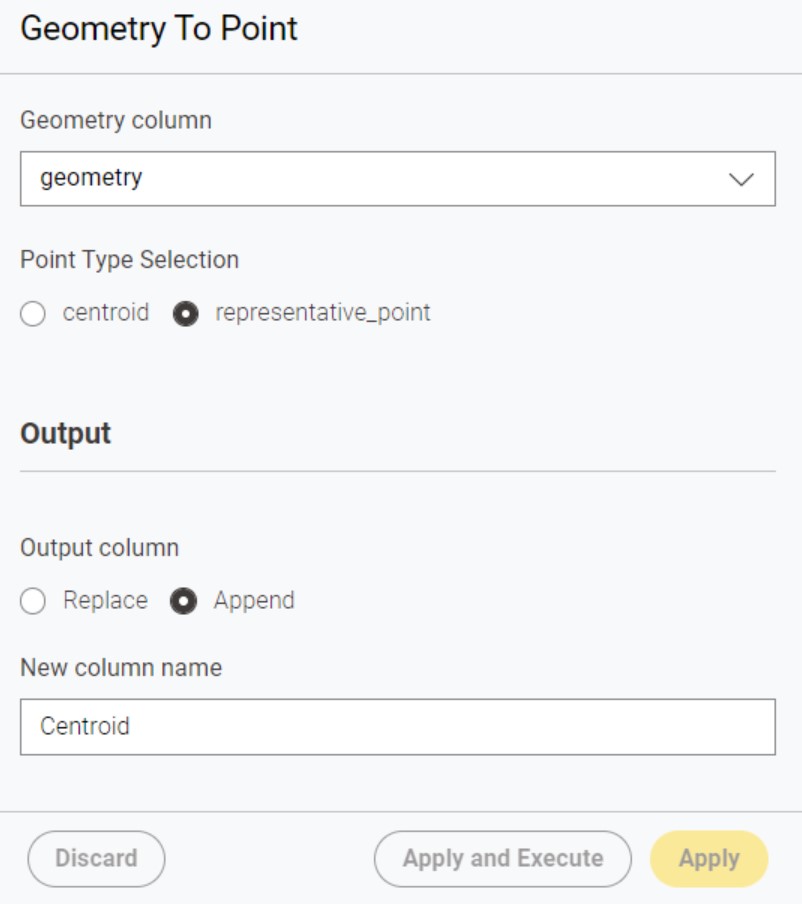 Geometry To Point
Geometry column
geometry
Point Type Selection
centroid representative_point
Output
Output column
Replace Append
New column name
Centroid
Discard Apply and Execute Apply